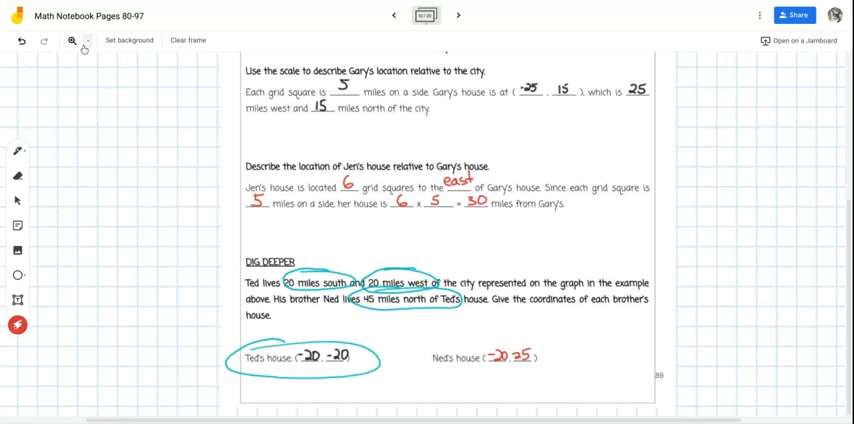 Math Notebook Pages 80-97
10 / 20
Share
Set background
Clear frame
Open on a Jamboard
Use the scale to describe Gary's location relative to the city.
Each grid square is 5 miles on a side. Gary's house is at ( -25 , 15 ), which is 25
miles west and 15 miles north of the city.
Describe the location of Jen's house relative to Gary's house.
Jen's house is located 6 grid squares to the east of Gary's house. Since each grid square is
5 miles on a side, her house is 6 x 5 = 30 miles from Gary's.
DIG DEEPER
Ted lives 20 miles south and 20 miles west of the city represented on the graph in the example
above. His brother Ned lives 45 miles north of Ted's house. Give the coordinates of each brother's
house.
Ted's house: ( -20 , -20 )
Ned's house ( -20 , 25 )
89